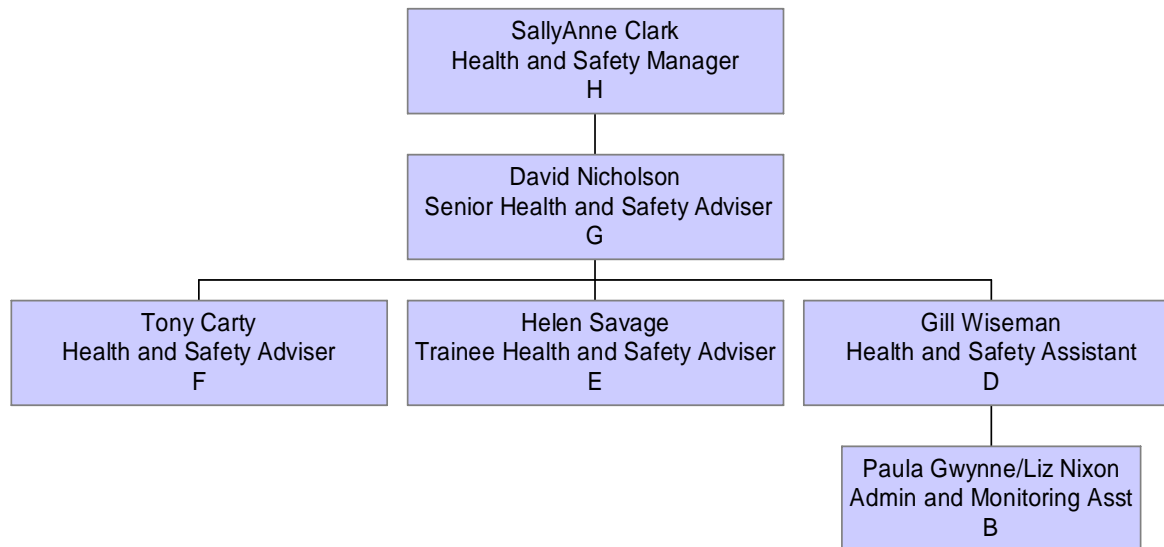 SallyAnne Clark
Health and Safety Manager
H
David Nicholson
Senior Health and Safety Adviser
G
Tony Carty
Health and Safety Adviser
F
Helen Savage
Trainee Health and Safety Adviser
E
Gill Wiseman
Health and Safety Assistant
D
Paula Gwynne/Liz Nixon
Admin and Monitoring Asst
B